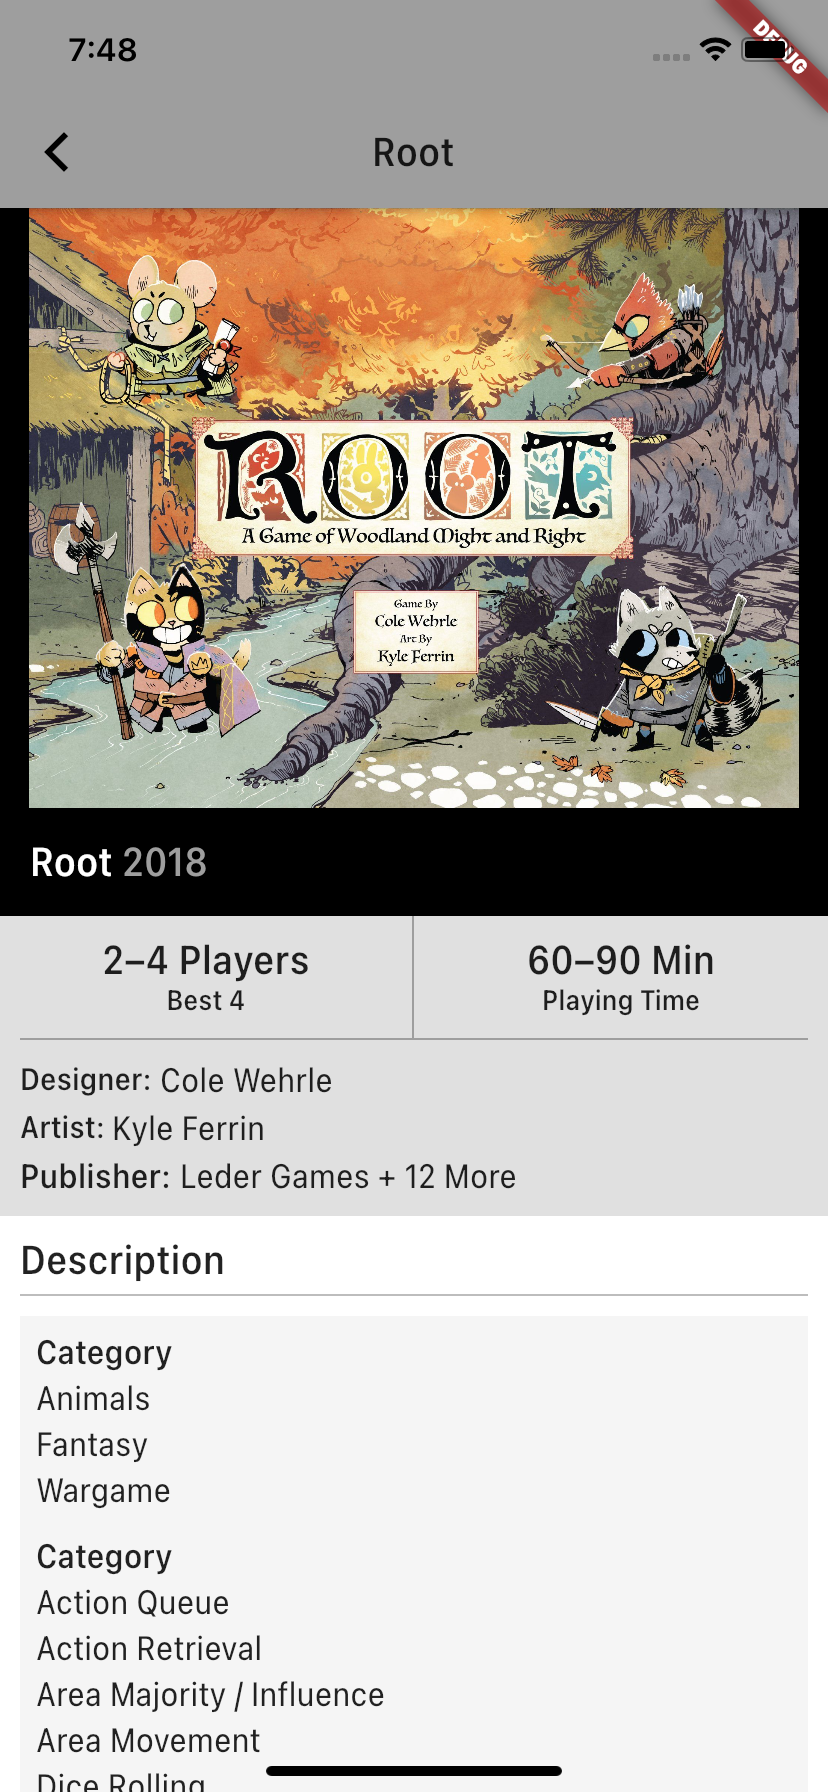 7:48
DEBUG
Root
ROOT
A Game of Woodland Might and Right
Game By
Cole Wehrle
Art By
Kyle Ferrin
Root 2018
2–4 Players
Best 4
60–90 Min
Playing Time
Designer: Cole Wehrle
Artist: Kyle Ferrin
Publisher: Leder Games + 12 More
Description
Category
Animals
Fantasy
Wargame
Category
Action Queue
Action Retrieval
Area Majority / Influence
Area Movement
Dice Rolling